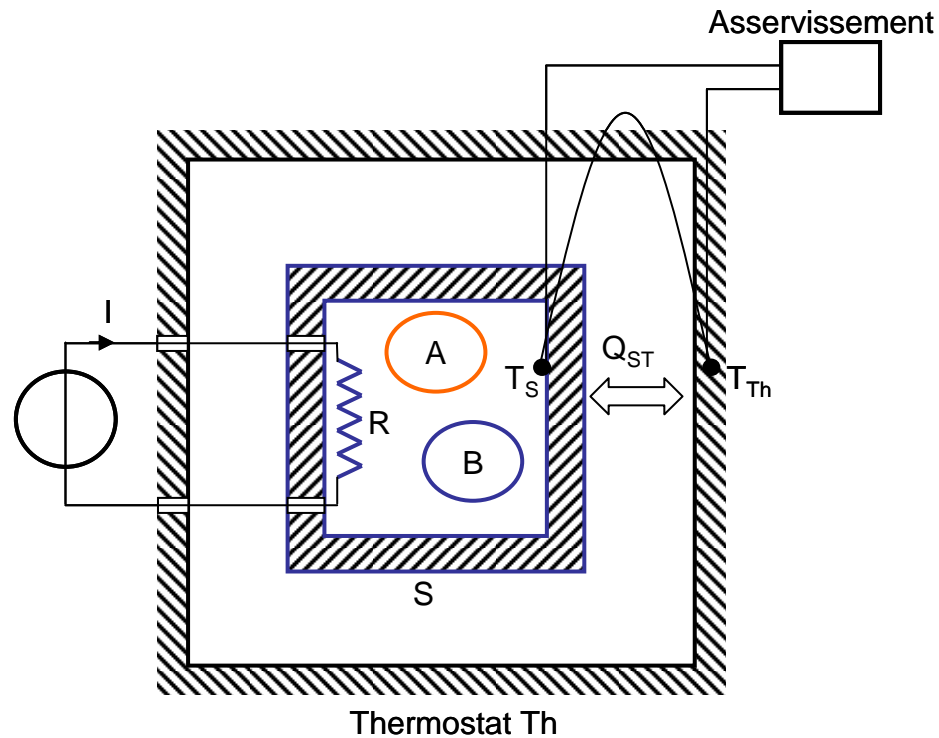 Asservissement
I
A
Q_ST
T_S
T_Th
R
B
S
Thermostat Th